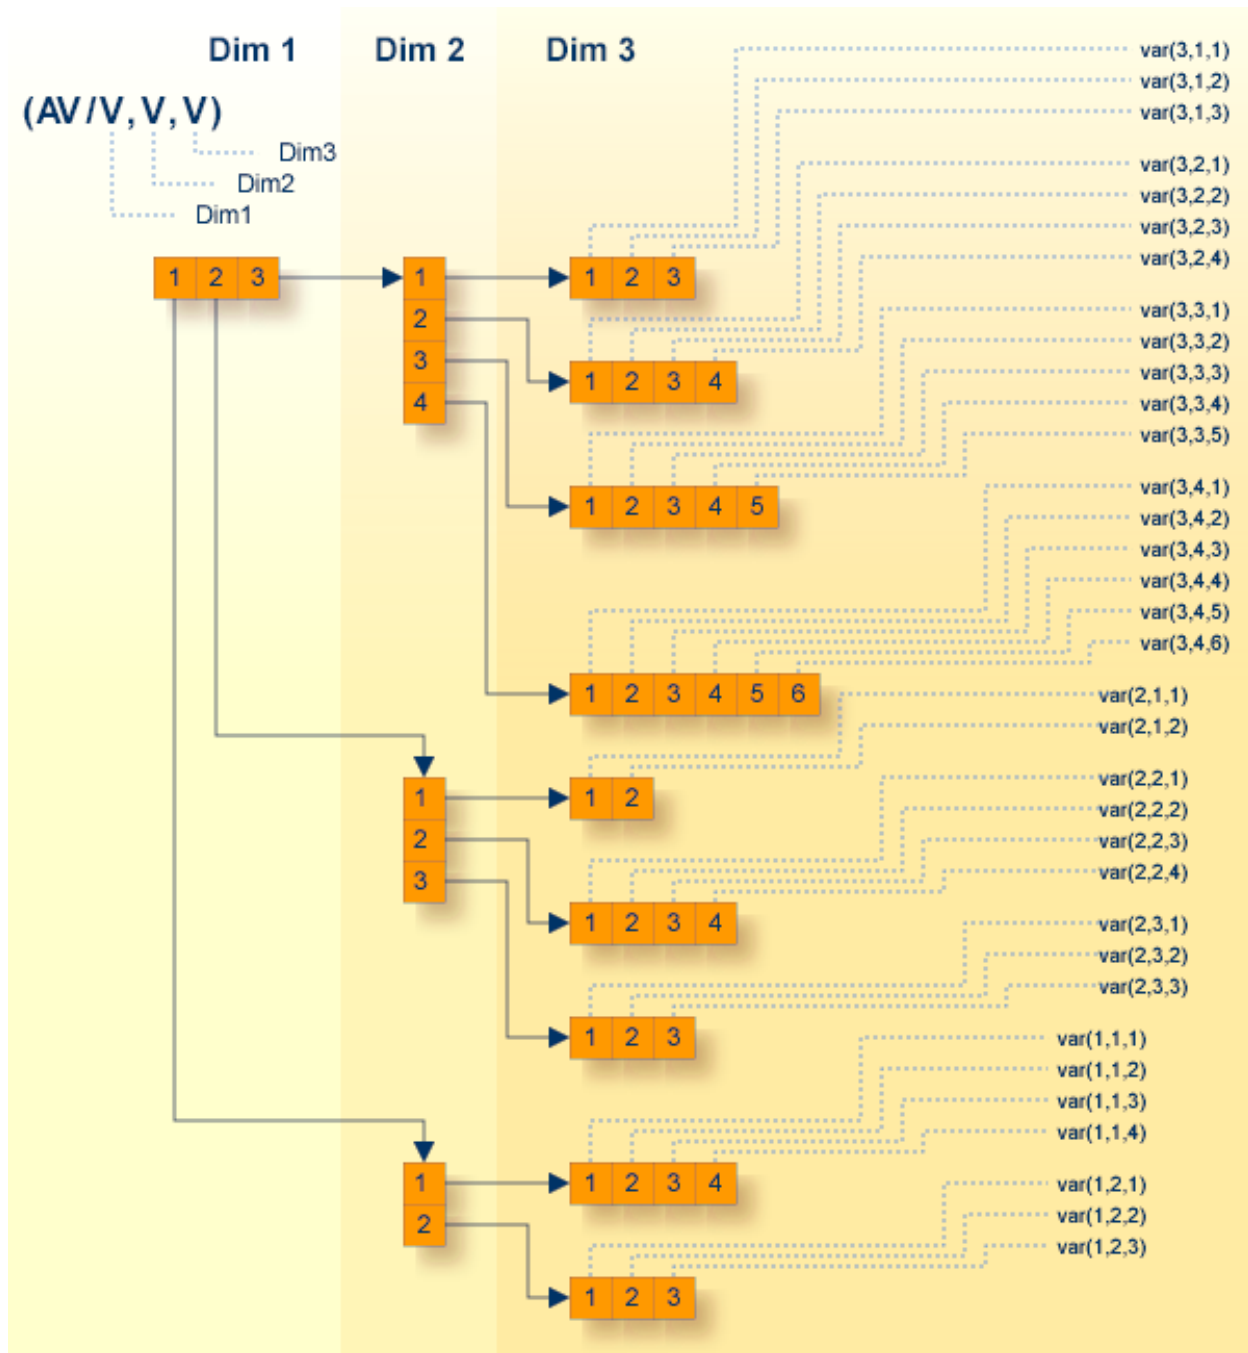 Dim 1 Dim 2 Dim 3
(AV/V,V,V)
Dim3
Dim2
Dim1
var(3,1,1)
var(3,1,2)
var(3,1,3)
var(3,2,1)
var(3,2,2)
var(3,2,3)
var(3,2,4)
1 2 3
1
2
3
4
1 2 3
1 2 3 4
var(3,3,1)
var(3,3,2)
var(3,3,3)
var(3,3,4)
var(3,3,5)
1 2 3 4 5
var(3,4,1)
var(3,4,2)
var(3,4,3)
var(3,4,4)
var(3,4,5)
var(3,4,6)
1 2 3 4 5 6
var(2,1,1)
var(2,1,2)
1
2
3
1 2
var(2,2,1)
var(2,2,2)
var(2,2,3)
var(2,2,4)
1 2 3 4
var(2,3,1)
var(2,3,2)
var(2,3,3)
1 2 3
var(1,1,1)
var(1,1,2)
var(1,1,3)
var(1,1,4)
1
2
1 2 3 4
var(1,2,1)
var(1,2,2)
var(1,2,3)
1 2 3